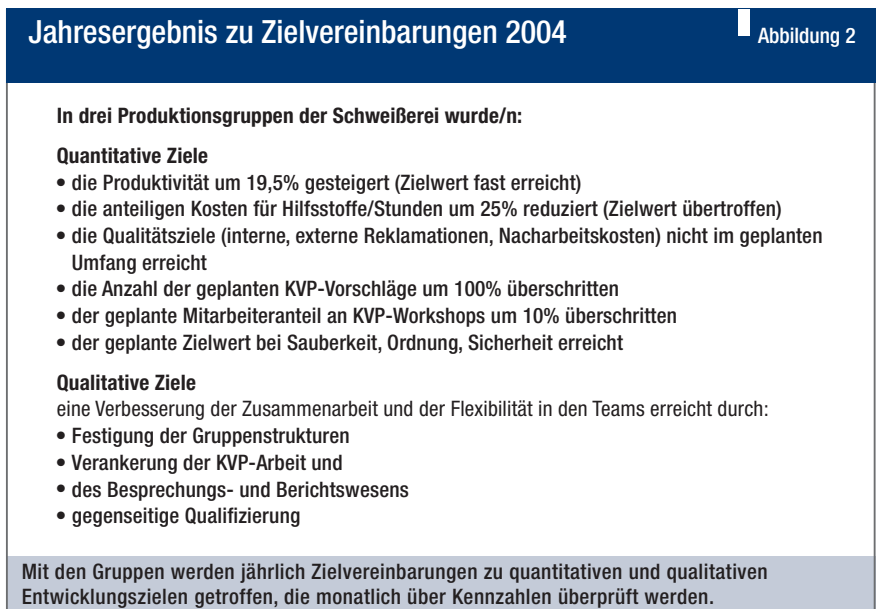 Jahresergebnis zu Zielvereinbarungen 2004
Abbildung 2
In drei Produktionsgruppen der Schweißerei wurde/n:
Quantitative Ziele
• die Produktivität um 19,5% gesteigert (Zielwert fast erreicht)
• die anteiligen Kosten für Hilfsstoffe/Stunden um 25% reduziert (Zielwert übertroffen)
• die Qualitätsziele (interne, externe Reklamationen, Nacharbeitskosten) nicht im geplanten
Umfang erreicht
• die Anzahl der geplanten KVP-Vorschläge um 100% überschritten
• der geplante Mitarbeiteranteil an KVP-Workshops um 10% überschritten
• der geplante Zielwert bei Sauberkeit, Ordnung, Sicherheit erreicht
Qualitative Ziele
eine Verbesserung der Zusammenarbeit und der Flexibilität in den Teams erreicht durch:
• Festigung der Gruppenstrukturen
• Verankerung der KVP-Arbeit und
• des Besprechungs- und Berichtswesens
• gegenseitige Qualifizierung
Mit den Gruppen werden jährlich Zielvereinbarungen zu quantitativen und qualitativen
Entwicklungszielen getroffen, die monatlich über Kennzahlen überprüft werden.